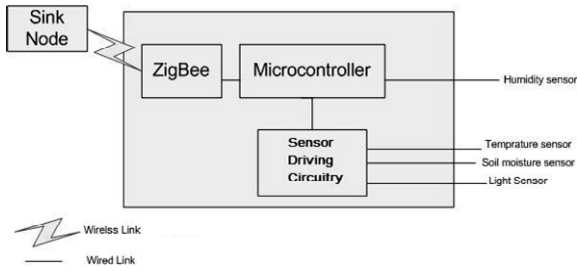 Sink
Node
ZigBee
Microcontroller
Humidity sensor
Sensor
Driving
Circuitry
Temprature sensor
Soil moisture sensor
Light Sensor
Wirelss Link
Wired Link